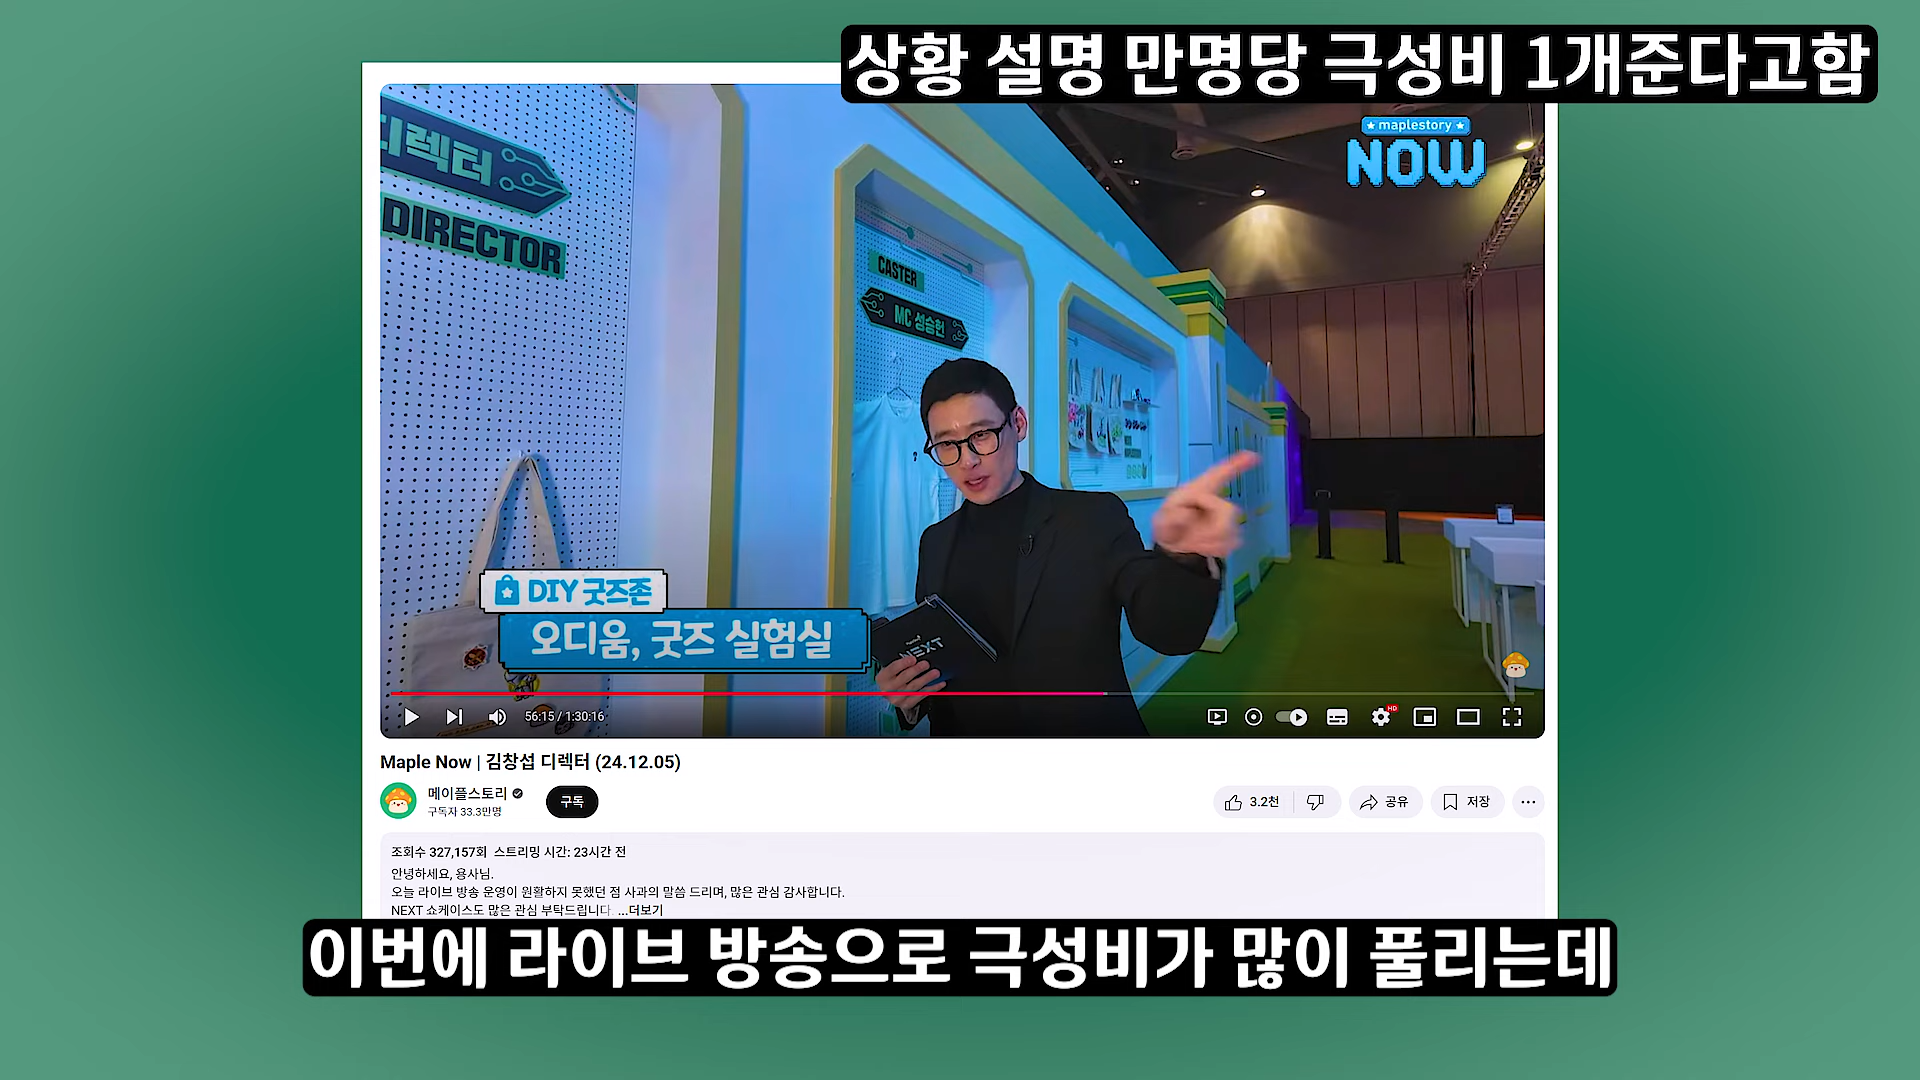 상황 설명 만명당 극성비 1개준다고함
maplestory
NOW
디렉터
DIRECTOR
CASTER
MC 성승헌
DIY 굿즈존
오디움, 굿즈 실험실
NEXT
56:15 / 1:30:16
HD
Maple Now | 김창섭 디렉터 (24.12.05)
메이플스토리
구독자 33.3만명
구독
3.2천
공유
저장
조회수 327,157회 스트리밍 시간: 23시간 전
안녕하세요, 용사님.
오늘 라이브 방송 운영이 원활하지 못했던 점 사과의 말씀 드리며, 많은 관심 감사합니다.
NEXT 쇼케이스도 많은 관심 부탁드립니다. ...더보기
이번에 라이브 방송으로 극성비가 많이 풀리는데